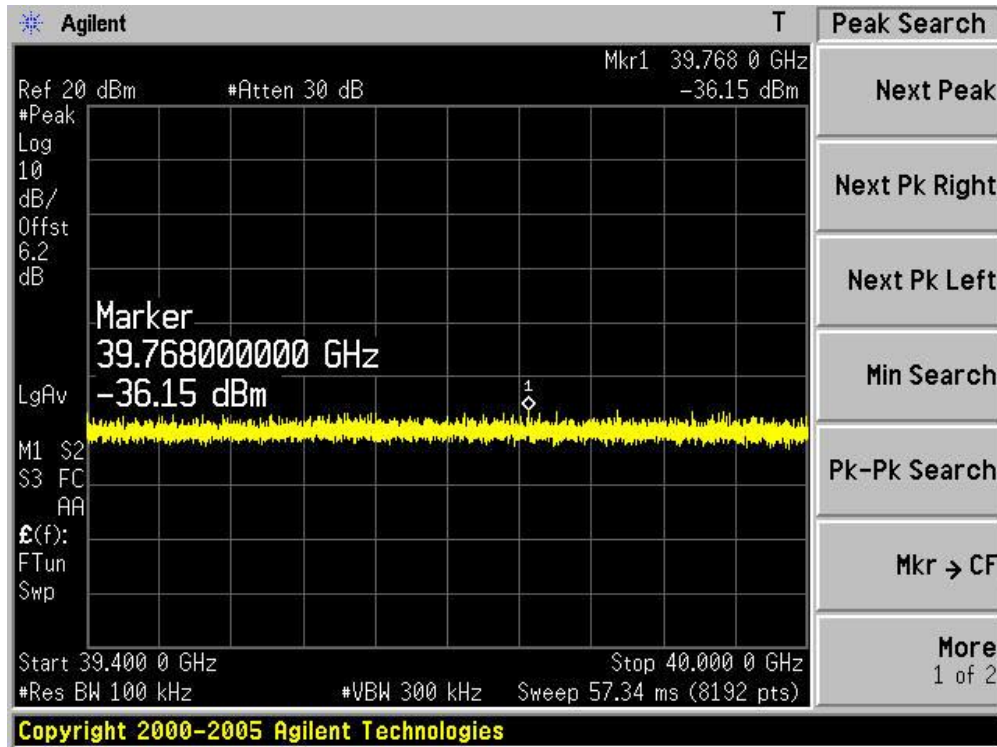 Agilent T Peak Search
Mkr1 39.768 0 GHz
Ref 20 dBm #Atten 30 dB -36.15 dBm
#Peak
Log
10
dB/
Offst
6.2
dB
Marker
39.768000000 GHz
-36.15 dBm
1
LgAv
M1 S2
S3 FC
AA
£(f):
FTun
Swp
Start 39.400 0 GHz Stop 40.000 0 GHz
#Res BW 100 kHz #VBW 300 kHz Sweep 57.34 ms (8192 pts)
Copyright 2000-2005 Agilent Technologies
Next Peak
Next Pk Right
Next Pk Left
Min Search
Pk-Pk Search
Mkr → CF
More
1 of 2